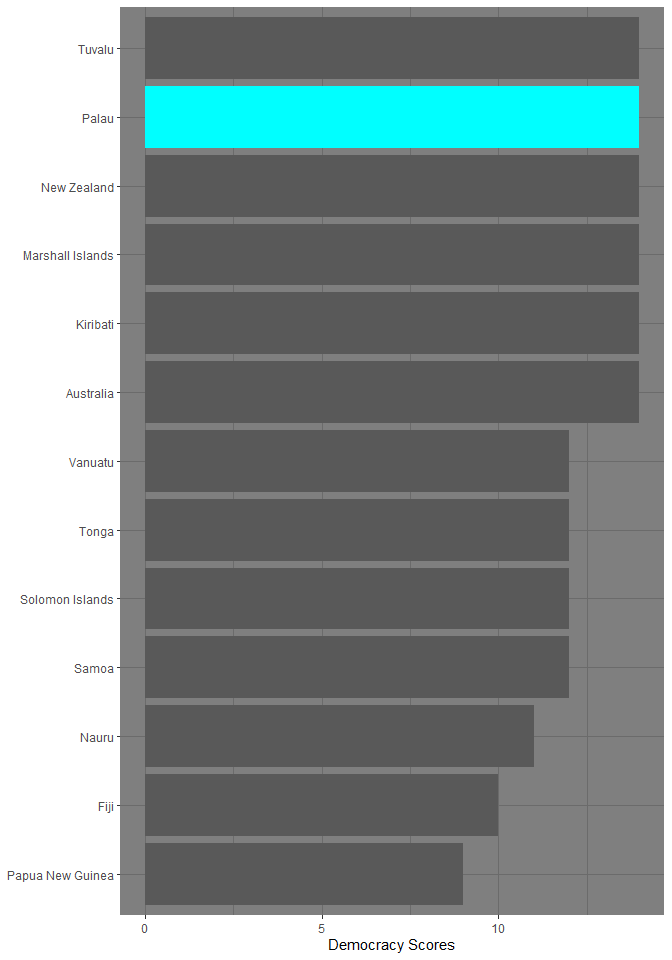 Tuvalu
Palau
New Zealand
Marshall Islands
Kiribati
Australia
Vanuatu
Tonga
Solomon Islands
Samoa
Nauru
Fiji
Papua New Guinea
0 5 10
Democracy Scores